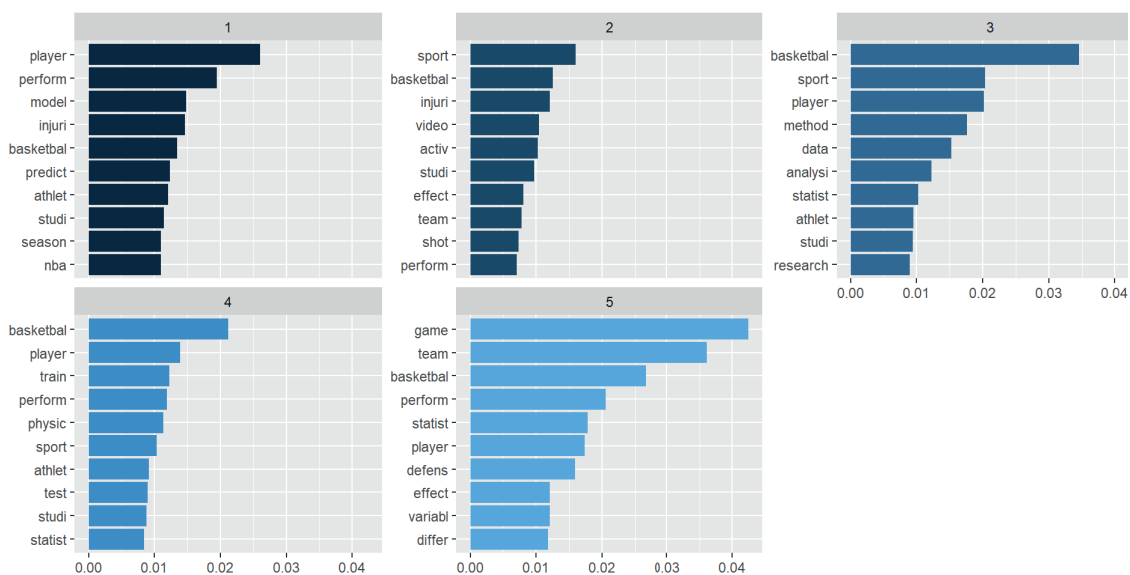 1
player
perform
model
injuri
basketbal
predict
athlet
studi
season
nba
2
sport
basketbal
injuri
video
activ
studi
effect
team
shot
perform
3
basketbal
sport
player
method
data
analysi
statist
athlet
studi
research
0.00 0.01 0.02 0.03 0.04
4
basketbal
player
train
perform
physic
sport
athlet
test
studi
statist
0.00 0.01 0.02 0.03 0.04
5
game
team
basketbal
perform
statist
player
defens
effect
variabl
differ
0.00 0.01 0.02 0.03 0.04